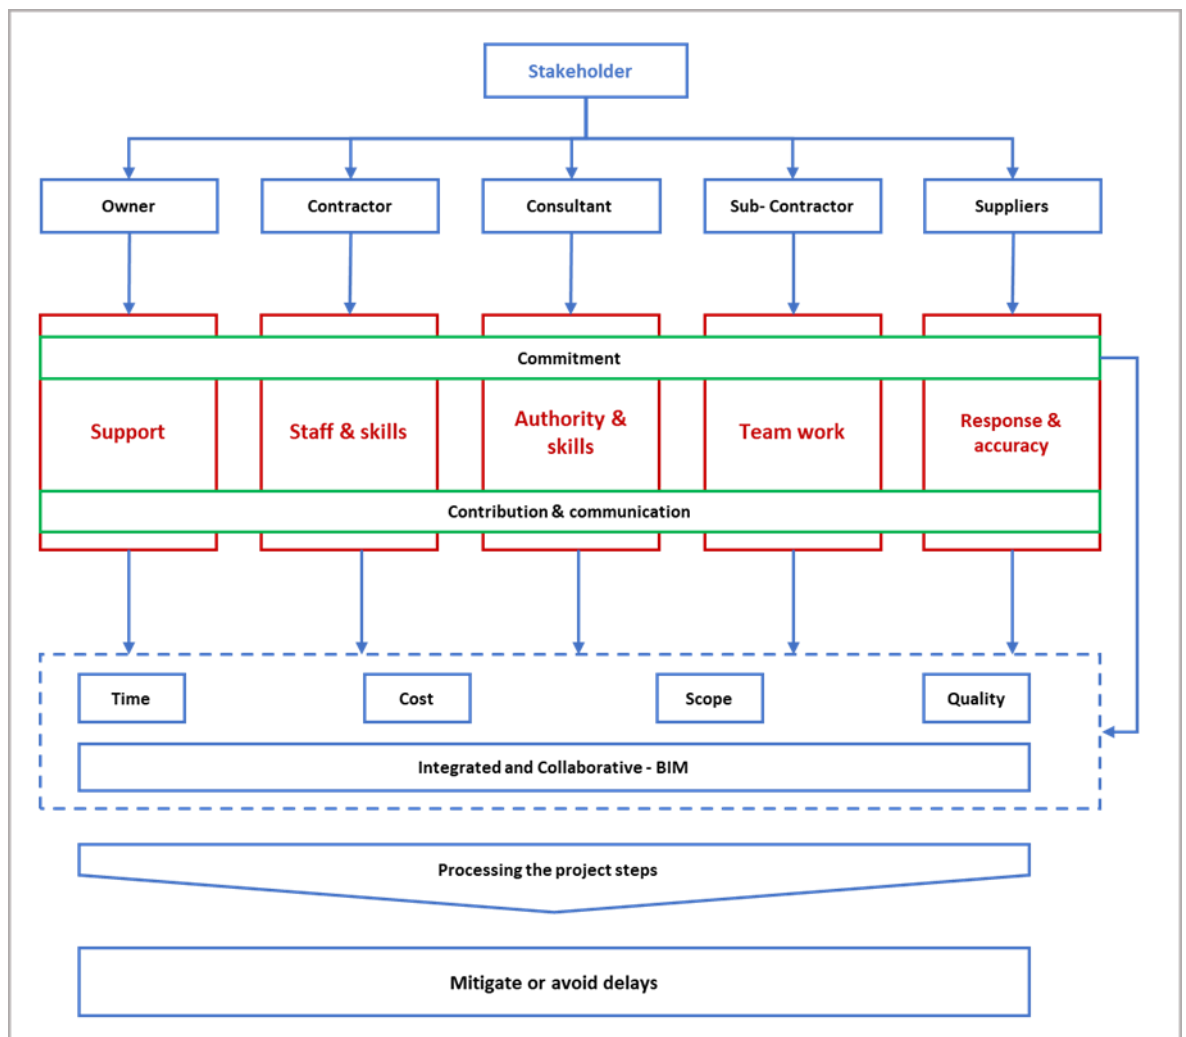 Stakeholder
Owner
Contractor
Consultant
Sub- Contractor
Suppliers
Commitment
Support
Staff & skills
Authority &
skills
Team work
Response &
accuracy
Contribution & communication
Time
Cost
Scope
Quality
Integrated and Collaborative - BIM
Processing the project steps
Mitigate or avoid delays